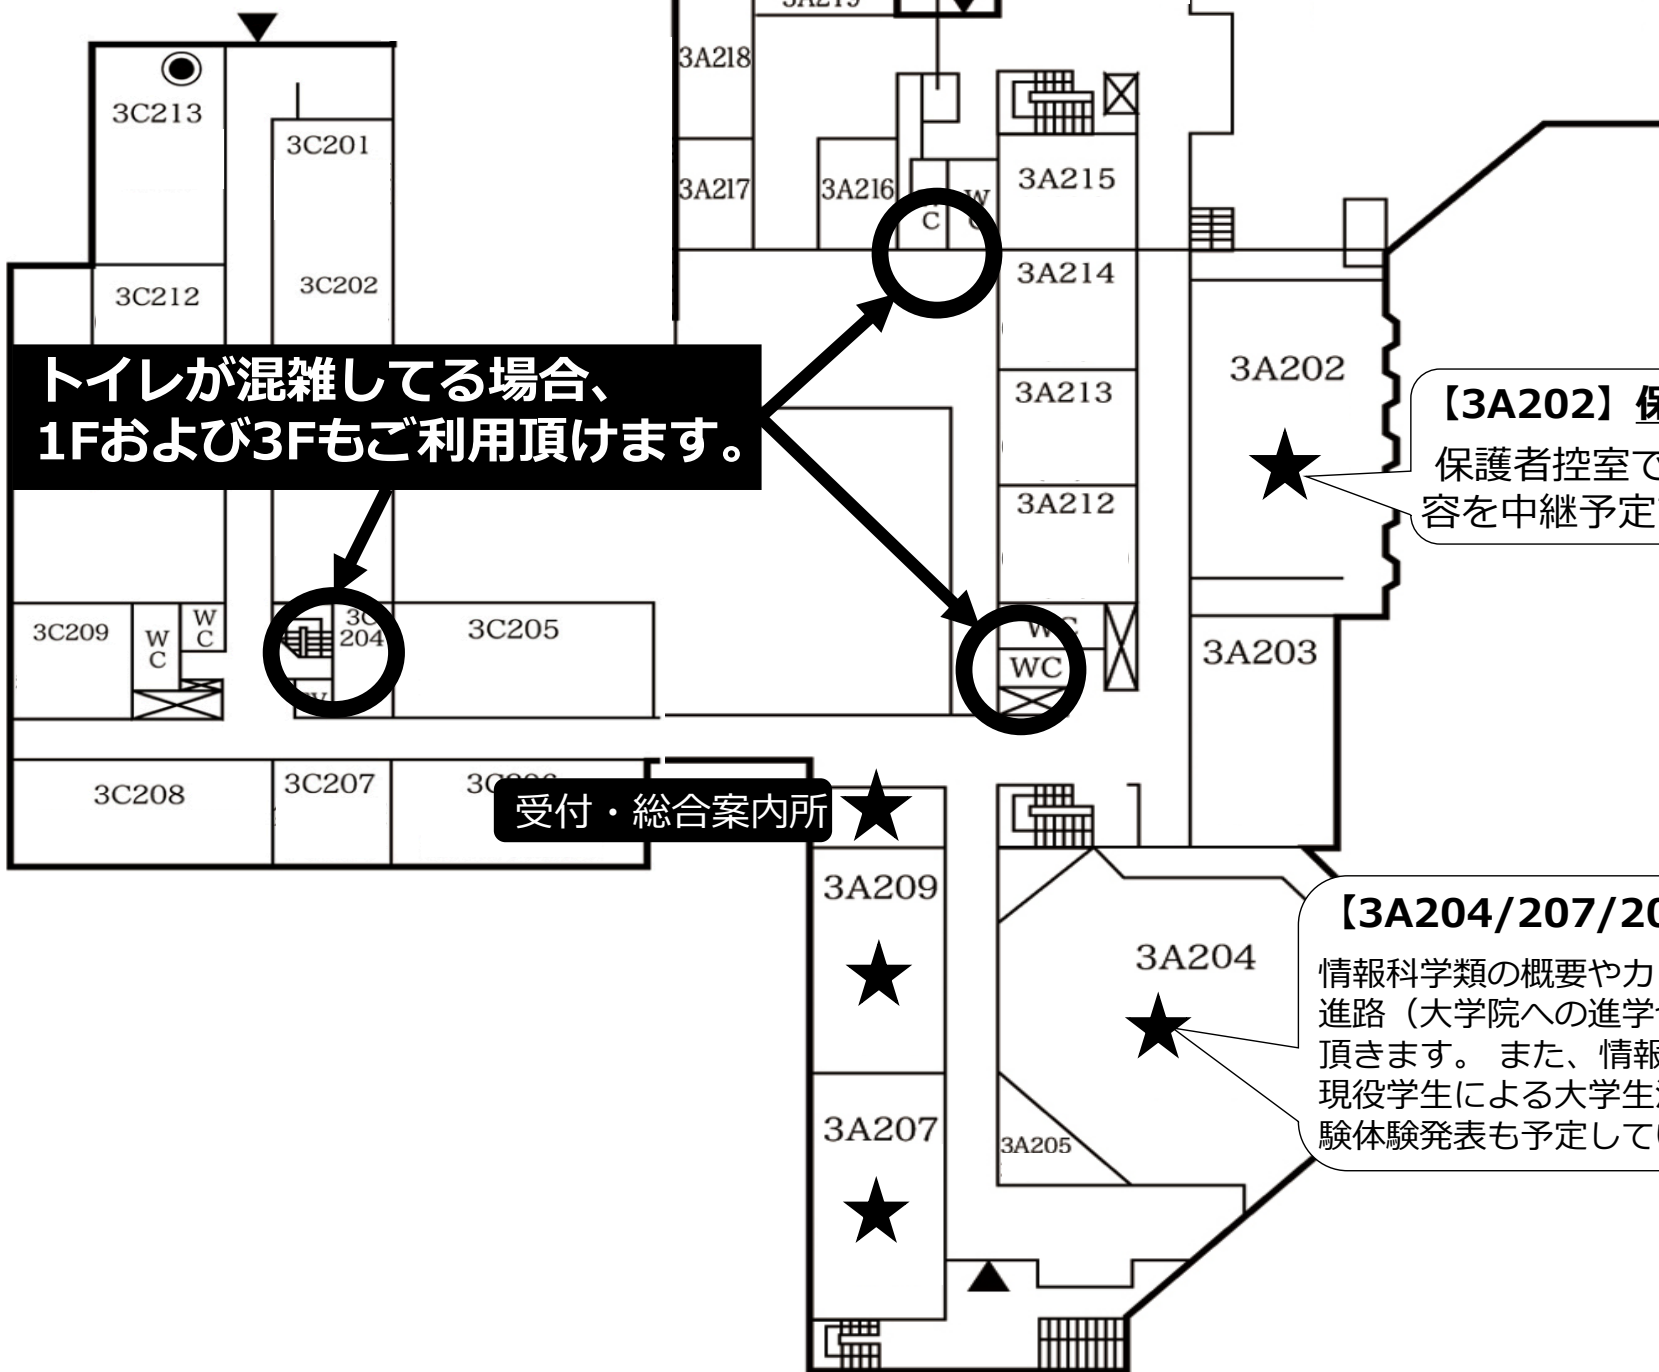 3A218
3C213
3C201
3A217
3A216
C
W
3A215
3C212
3C202
3A214
トイレが混雑してる場合、
1Fおよび3Fもご利用頂けます。
3A202
3A213
【3A202】
保護者控室で
容を中継予定
3A212
3C209
W
C
W
C
3C
204
3C205
WC
WC
3A203
3C208
3C207
受付・総合案内所
3A209
【3A204/207/20
3A204
情報科学類の概要やカ
進路（大学院への進学
頂きます。 また、情報
現役学生による大学生
験体験発表も予定して
3A207
3A205